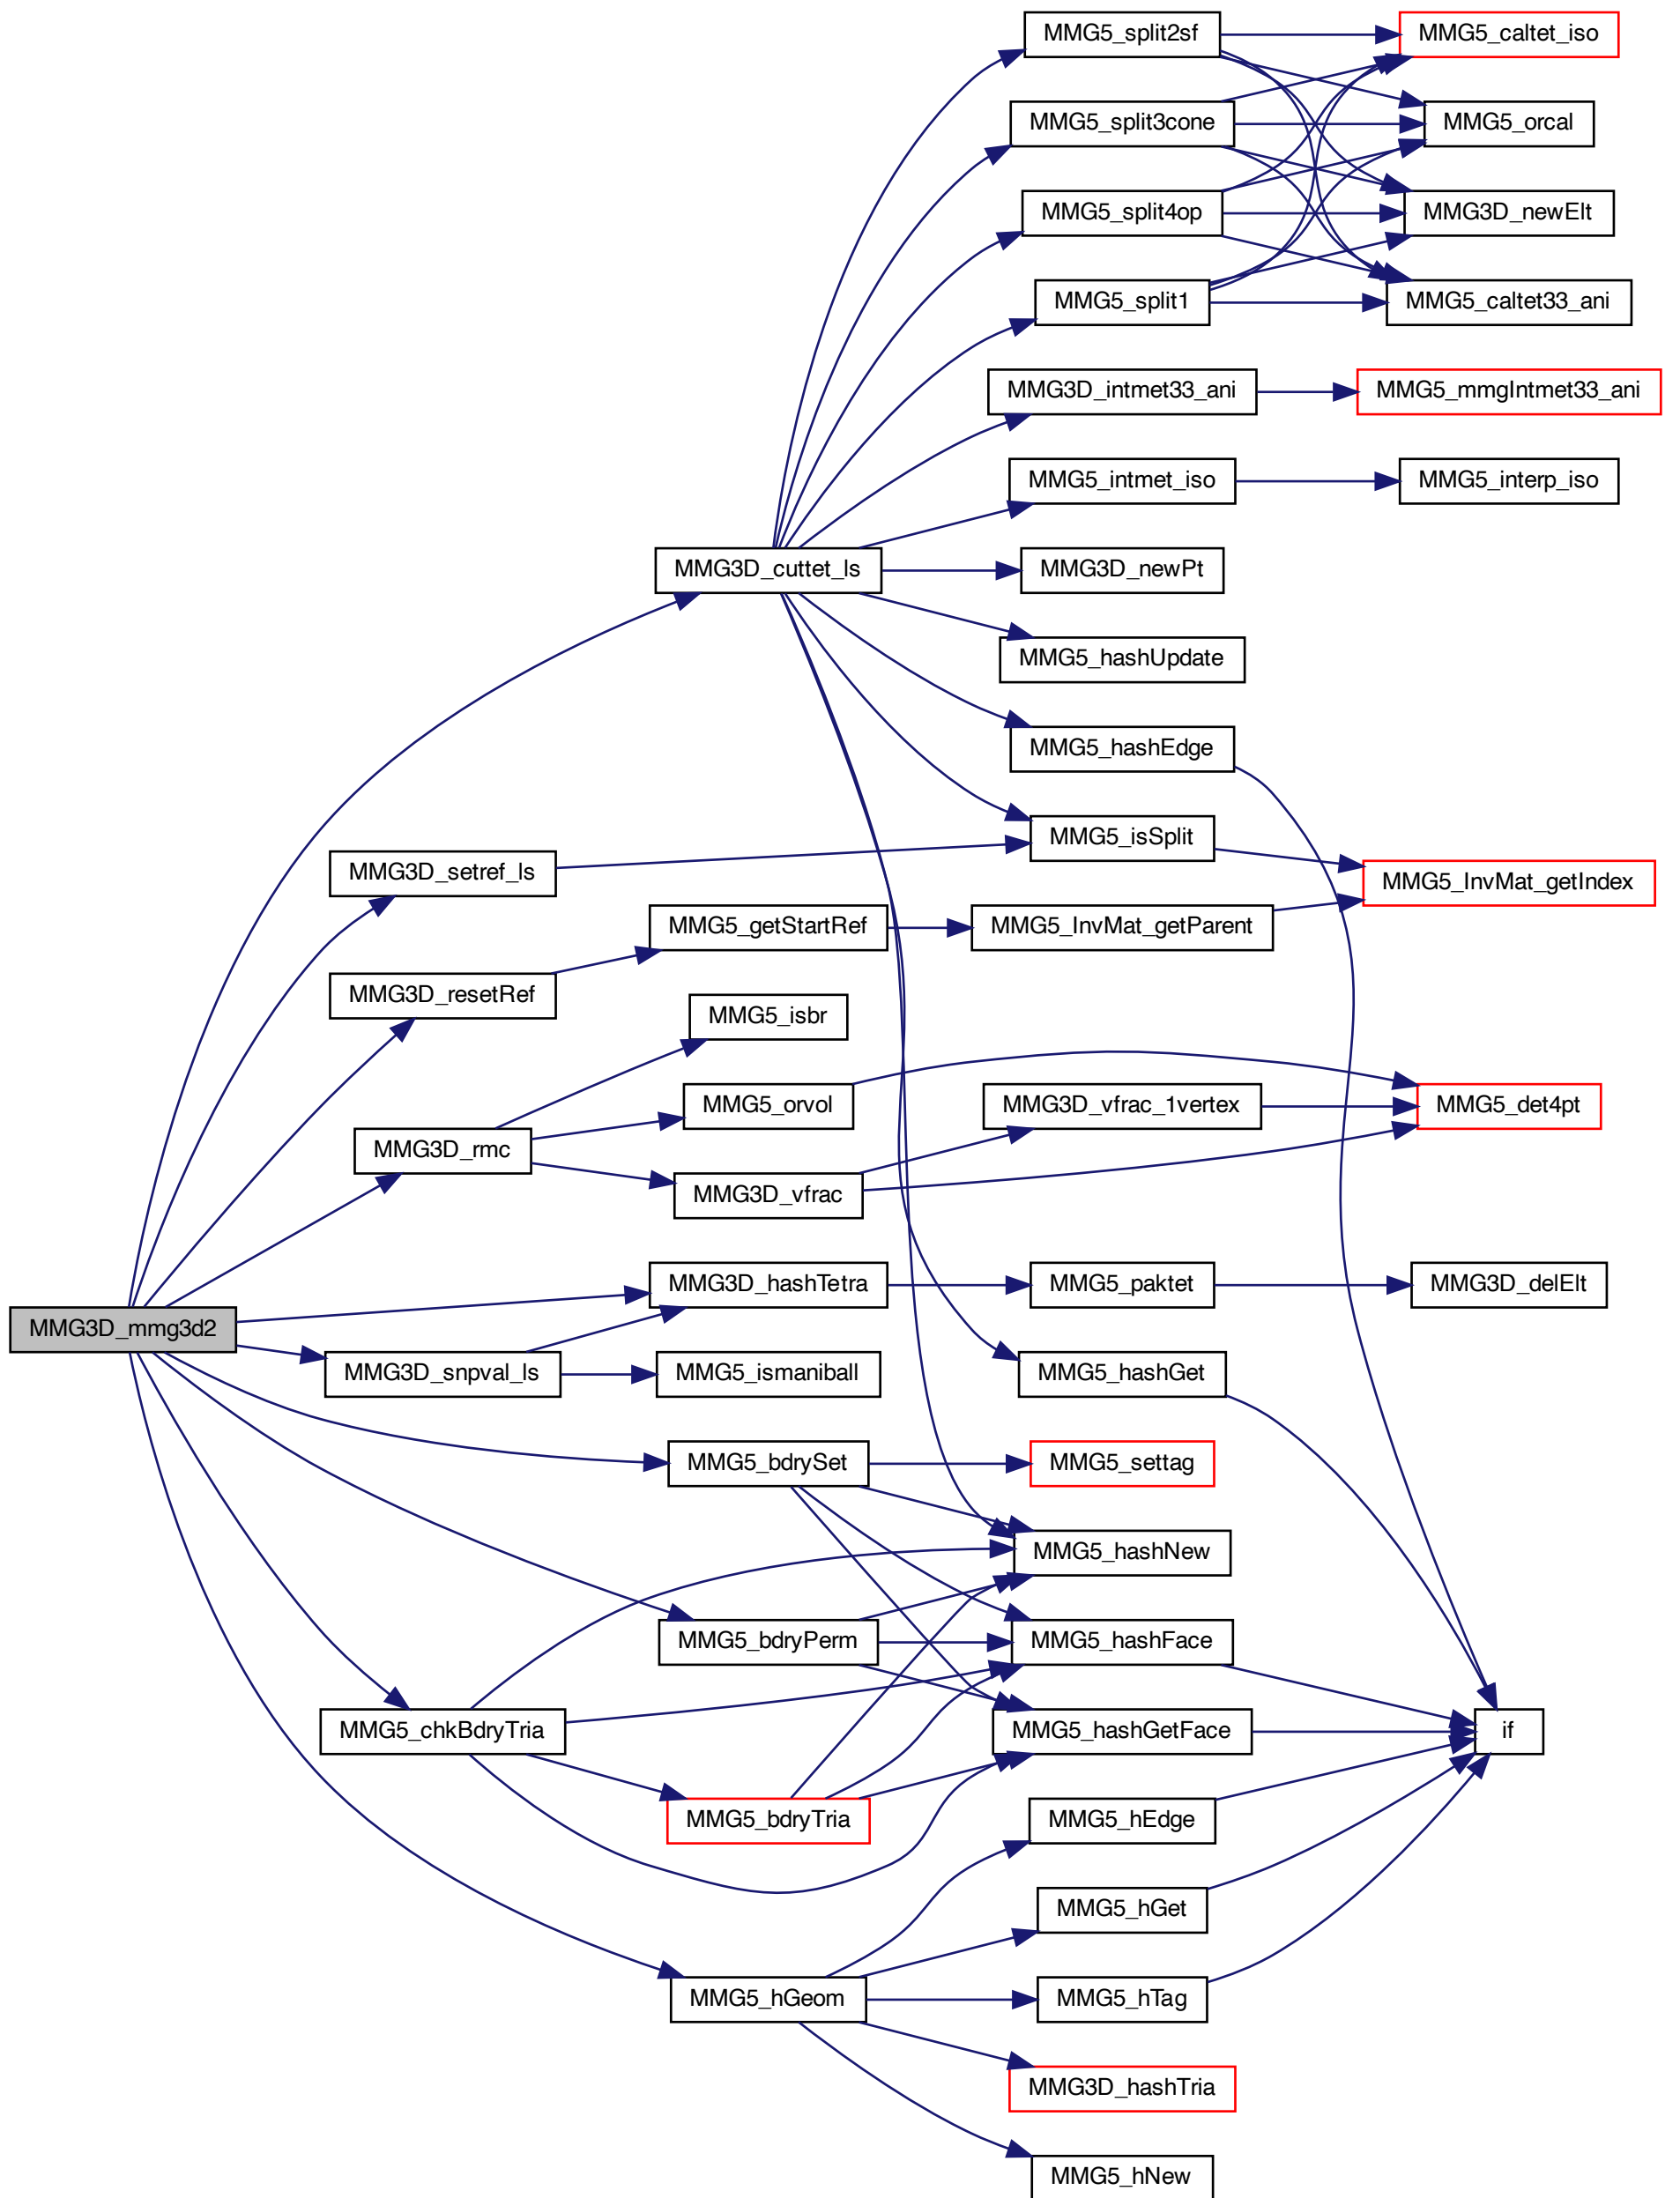 MMG5_split2sf
MMG5_caltet_iso
MMG5_split3cone
MMG5_orcal
MMG5_split4op
MMG3D_newElt
MMG5_split1
MMG5_caltet33_ani
MMG3D_intmet33_ani
MMG5_mmgIntmet33_ani
MMG5_intmet_iso
MMG5_interp_iso
MMG3D_cuttet_ls
MMG3D_newPt
MMG5_hashUpdate
MMG5_hashEdge
MMG5_isSplit
MMG3D_setref_ls
MMG5_InvMat_getIndex
MMG5_getStartRef
MMG5_InvMat_getParent
MMG3D_resetRef
MMG5_isbr
MMG5_orvol
MMG3D_vfrac_1vertex
MMG5_det4pt
MMG3D_rmc
MMG3D_vfrac
MMG3D_hashTetra
MMG5_paktet
MMG3D_delElt
MMG3D_mmg3d2
MMG3D_snpval_ls
MMG5_ismaniball
MMG5_hashGet
MMG5_bdrySet
MMG5_settag
MMG5_hashNew
MMG5_bdryPerm
MMG5_hashFace
MMG5_chkBdryTria
MMG5_hashGetFace
if
MMG5_bdryTria
MMG5_hEdge
MMG5_hGet
MMG5_hGeom
MMG5_hTag
MMG3D_hashTria
MMG5_hNew